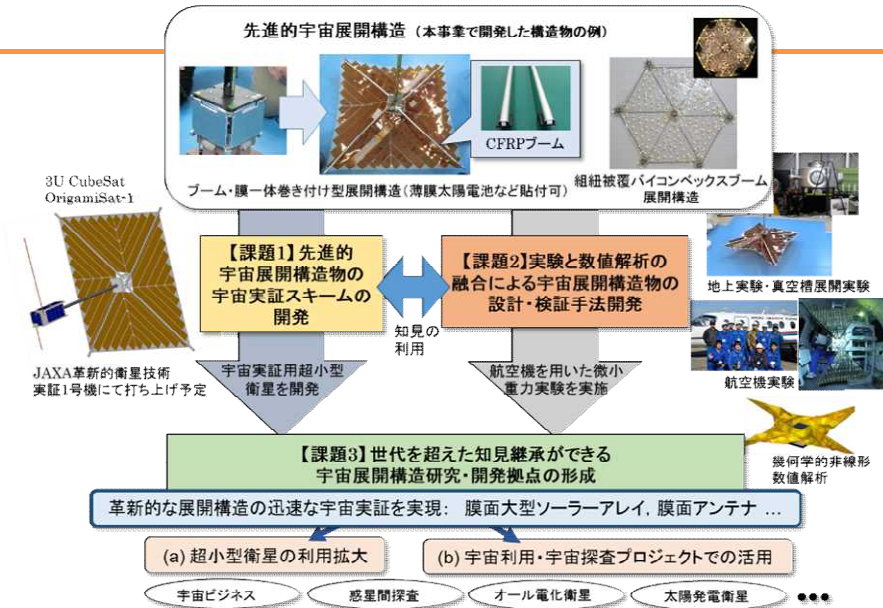 先進的宇宙展開構造（本事業で開発した構造物の例）
CFRPブーム
ブーム・膜一体巻き付け型展開構造（薄膜太陽電池など貼付可）
組紐被覆バイコンベックスブーム
展開構造
3U CubeSat
OrigamiSat-1
【課題1】先進的
宇宙展開構造物の
宇宙実証スキームの
開発
【課題2】実験と数値解析の
融合による宇宙展開構造物の
設計・検証手法開発
知見の
利用
地上実験・真空槽展開実験
JAXA革新的衛星技術
実証1号機にて打ち上げ予定
宇宙実証用超小型
衛星を開発
航空機を用いた微小
重力実験を実施
航空機実験
【課題3】世代を超えた知見継承ができる
宇宙展開構造研究・開発拠点の形成
幾何学的非線形
数値解析
革新的な展開構造の迅速な宇宙実証を実現： 膜面大型ソーラーアレイ, 膜面アンテナ …
(a) 超小型衛星の利用拡大
(b) 宇宙利用・宇宙探査プロジェクトでの活用
宇宙ビジネス
惑星間探査
オール電化衛星
太陽発電衛星
●●●